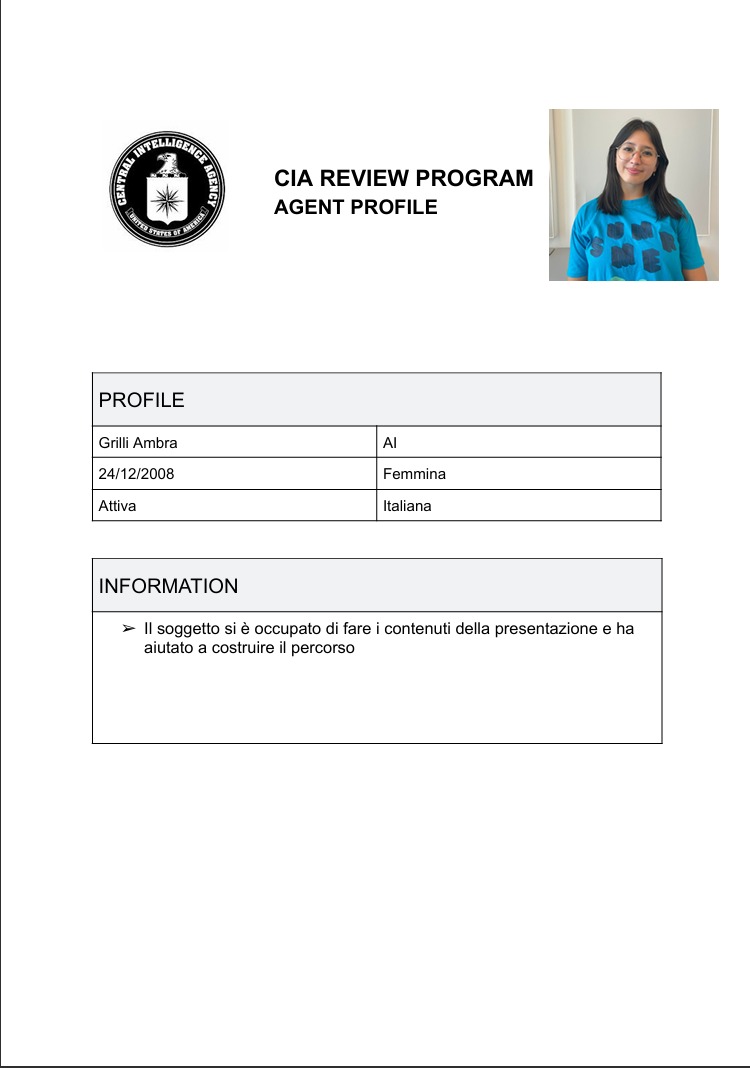 CENTRAL INTELLIGENCE AGENCY
UNITED STATES OF AMERICA
CIA REVIEW PROGRAM
AGENT PROFILE
PROFILE
Grilli Ambra
AI
24/12/2008
Femmina
Attiva
Italiana
INFORMATION
➢ Il soggetto si è occupato di fare i contenuti della presentazione e ha
aiutato a costruire il percorso